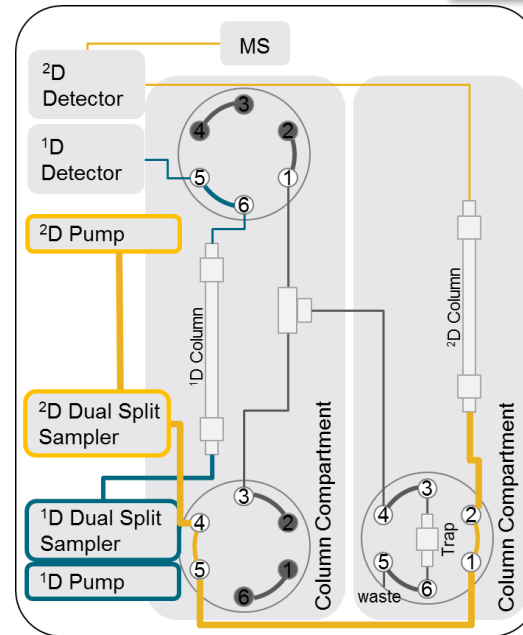 MS
²D
Detector
¹D
Detector
²D Pump
²D Dual Split
Sampler
¹D Dual Split
Sampler
¹D Pump
3
4
2
5
1
6
¹D Column
Column Compartment
3
4
2
5
1
6
²D Column
Column Compartment
3
4
2
Trap
5
1
waste
6